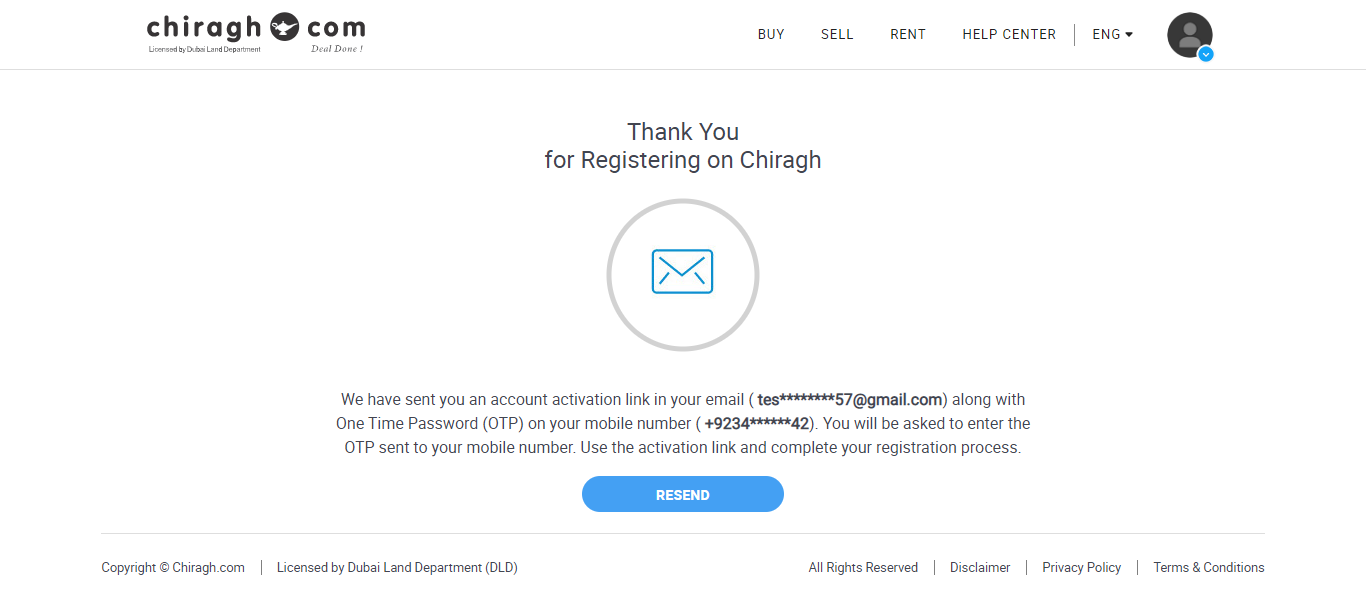 chiragh com
Licensed by Dubai Land Department
Deal Done !
BUY
SELL
RENT
HELP CENTER
ENG
Thank You
for Registering on Chiragh
We have sent you an account activation link in your email ( tes********57@gmail.com) along with
One Time Password (OTP) on your mobile number ( +9234******42). You will be asked to enter the
OTP sent to your mobile number. Use the activation link and complete your registration process.
RESEND
Copyright © Chiragh.com
Licensed by Dubai Land Department (DLD)
All Rights Reserved
Disclaimer
Privacy Policy
Terms & Conditions